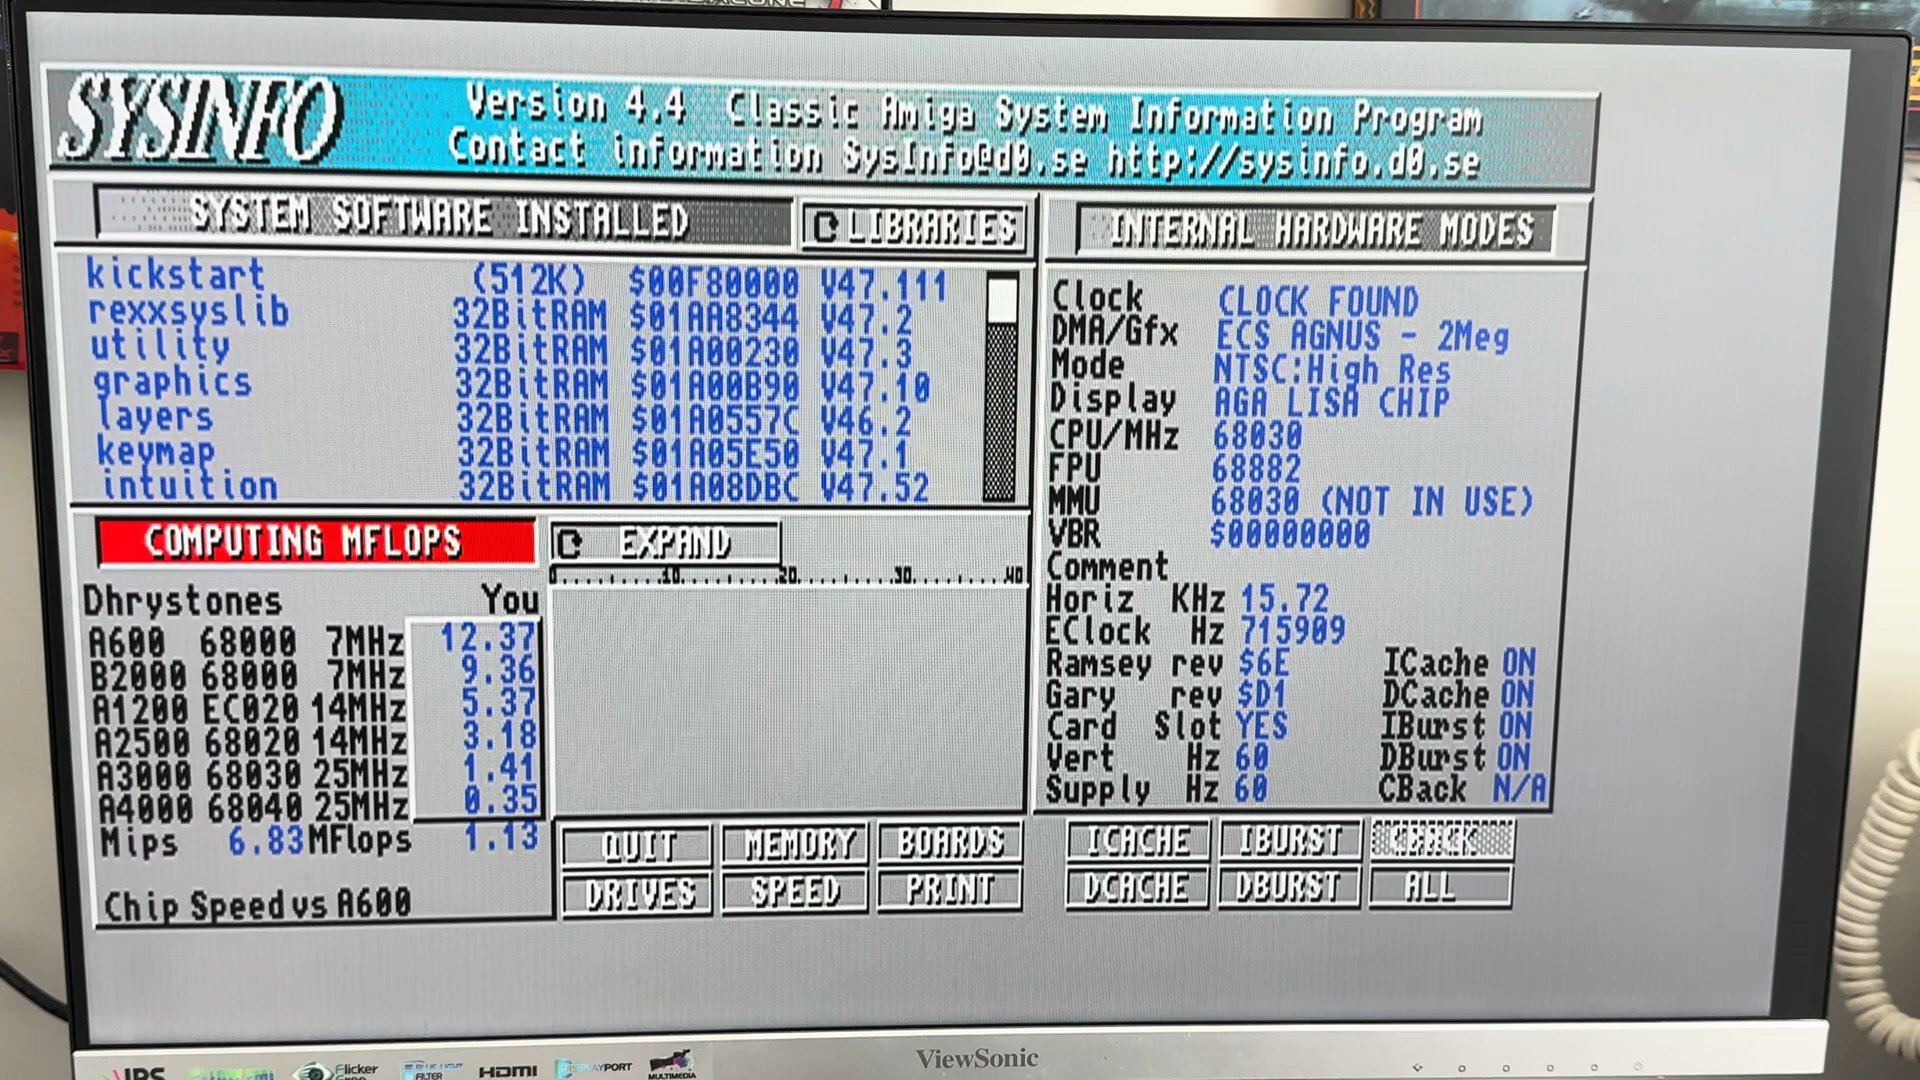 SYSINFO
Version 4.4 Classic Amiga System Information Program
Contact information SysInfo@d0.se http://sysinfo.d0.se
SYSTEM SOFTWARE INSTALLED
LIBRARIES
kickstart (512K) $00F80000 V47.111
rexxsyslib 32BitRAM $01AA8344 V47.2
utility 32BitRAM $01A00230 V47.3
graphics 32BitRAM $01A00B90 V47.10
layers 32BitRAM $01A0557C V46.2
keymap 32BitRAM $01A05E50 V47.1
intuition 32BitRAM $01A08DBC V47.52
COMPUTING MFLOPS
EXPAND
0 10 20 30 40
Dhrystones You
A600 68000 7MHz 12.37
B2000 68000 7MHz 9.36
A1200 EC020 14MHz 5.37
A2500 68020 14MHz 3.18
A3000 68030 25MHz 1.41
A4000 68040 25MHz 0.35
Mips 6.83 MFlops 1.13
Chip Speed vs A600
QUIT MEMORY BOARDS
DRIVES SPEED PRINT
INTERNAL HARDWARE MODES
Clock CLOCK FOUND
DMA/Gfx ECS AGNUS - 2Meg
Mode NTSC:High Res
Display AGA LISA CHIP
CPU/MHz 68030
FPU 68882
MMU 68030 (NOT IN USE)
VBR $00000000
Comment
Horiz KHz 15.72
EClock Hz 715909
Ramsey rev $6E ICache ON
Gary rev $D1 DCache ON
Card Slot YES IBurst ON
Vert Hz 60 DBurst ON
Supply Hz 60 CBack N/A
ICACHE IBURST CBACK
DCACHE DBURST ALL
ViewSonic
IPS
Flicker
HDMI
DISPLAYPORT
MULTIMEDIA